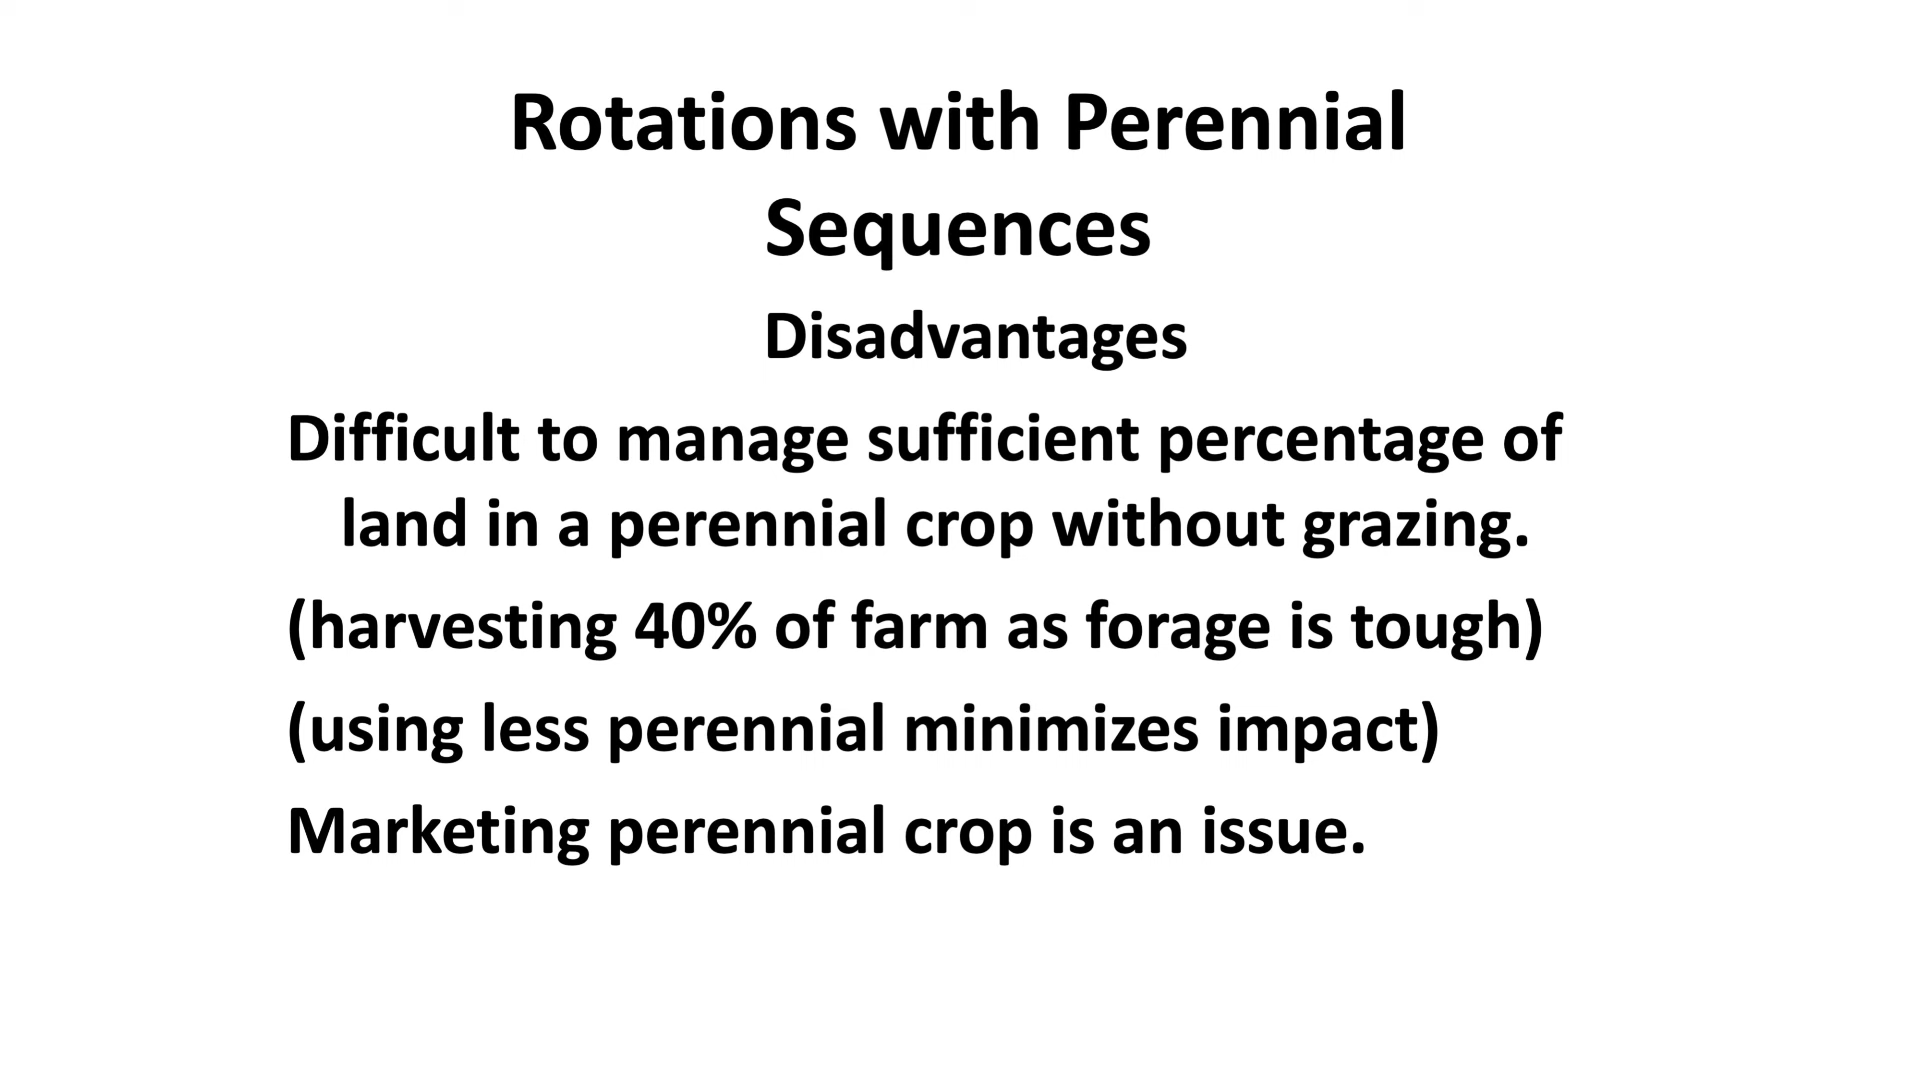 Rotations with Perennial
Sequences
Disadvantages
Difficult to manage sufficient percentage of
land in a perennial crop without grazing.
(harvesting 40% of farm as forage is tough)
(using less perennial minimizes impact)
Marketing perennial crop is an issue.